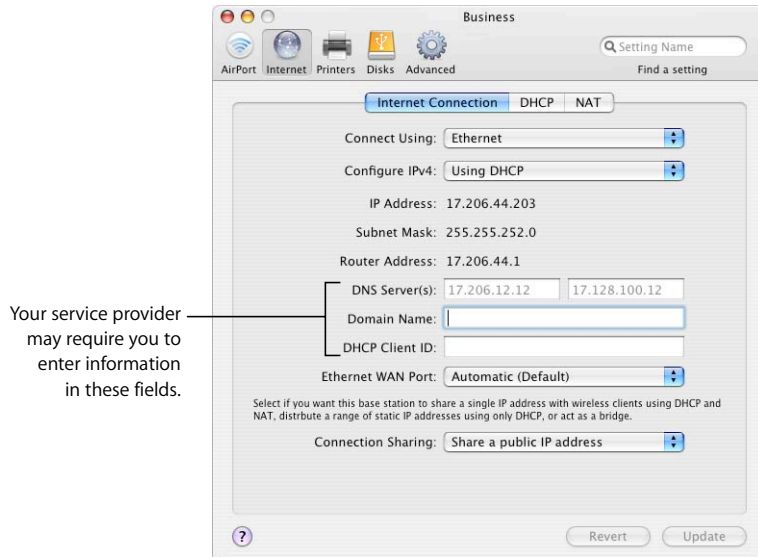 Business
Setting Name
AirPort Internet Printers Disks Advanced
Find a setting
Internet Connection DHCP NAT
Connect Using: Ethernet
Configure IPv4: Using DHCP
IP Address: 17.206.44.203
Subnet Mask: 255.255.252.0
Router Address: 17.206.44.1
DNS Server(s): 17.206.12.12 17.128.100.12
Domain Name:
DHCP Client ID:
Your service provider
may require you to
enter information
in these fields.
Ethernet WAN Port: Automatic (Default)
Select if you want this base station to share a single IP address with wireless clients using DHCP and
NAT, distrbute a range of static IP addresses using only DHCP, or act as a bridge.
Connection Sharing: Share a public IP address
?
Revert Update